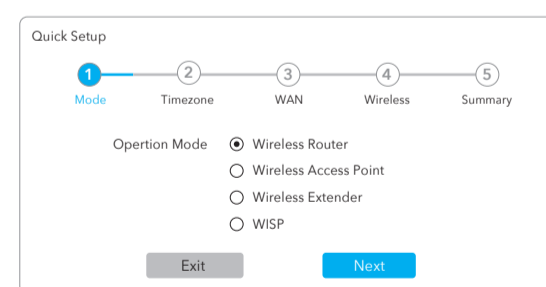 Quick Setup
1 2 3 4 5
Mode Timezone WAN Wireless Summary
Opertion Mode Wireless Router
Wireless Access Point
Wireless Extender
WISP
Exit Next